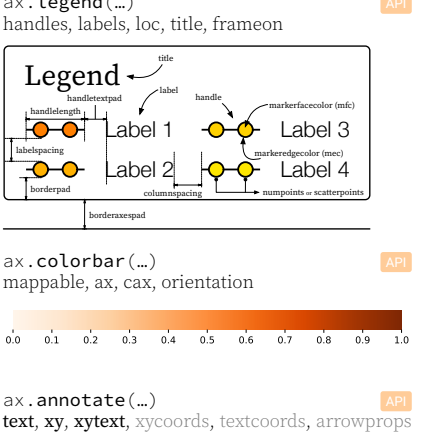 ax.legend(…) API
handles, labels, loc, title, frameon
title
Legend
handletextpad
label
handle
handlelength
markerfacecolor (mfc)
Label 1
Label 3
labelspacing
markeredgecolor (mec)
Label 2
Label 4
borderpad
columnspacing
numpoints or scatterpoints
borderaxespad
ax.colorbar(…) API
mappable, ax, cax, orientation
0.0 0.1 0.2 0.3 0.4 0.5 0.6 0.7 0.8 0.9 1.0
ax.annotate(…) API
text, xy, xytext, xycoords, textcoords, arrowprops